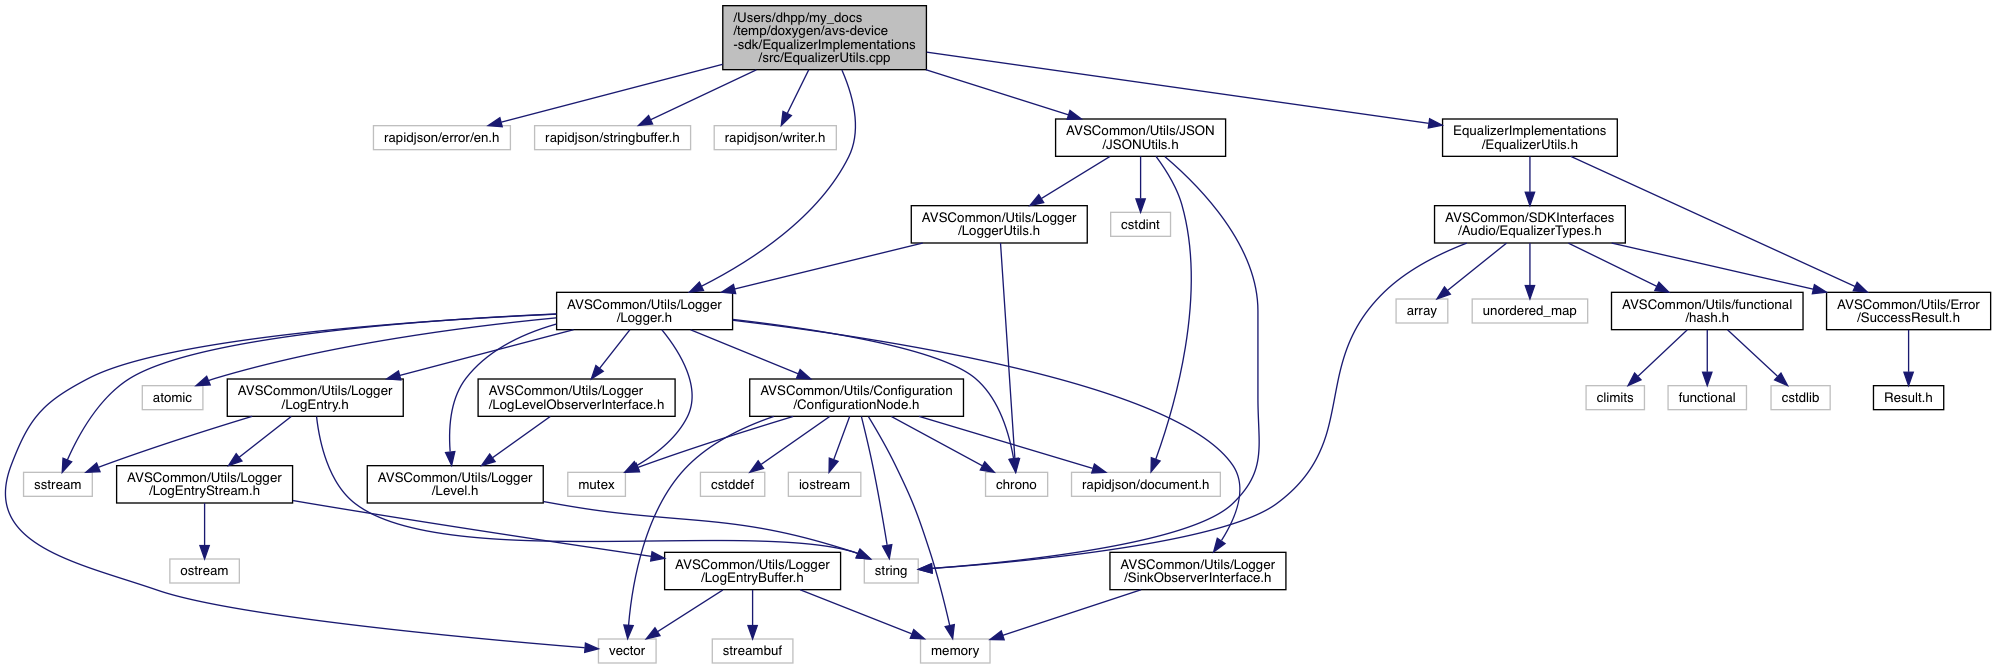 /Users/dhpp/my_docs
/temp/doxygen/avs-device
-sdk/EqualizerImplementations
/src/EqualizerUtils.cpp
rapidjson/error/en.h
rapidjson/stringbuffer.h
rapidjson/writer.h
AVSCommon/Utils/JSON
/JSONUtils.h
EqualizerImplementations
/EqualizerUtils.h
AVSCommon/Utils/Logger
/LoggerUtils.h
cstdint
AVSCommon/SDKInterfaces
/Audio/EqualizerTypes.h
AVSCommon/Utils/Logger
/Logger.h
array
unordered_map
AVSCommon/Utils/functional
/hash.h
AVSCommon/Utils/Error
/SuccessResult.h
atomic
AVSCommon/Utils/Logger
/LogEntry.h
AVSCommon/Utils/Logger
/LogLevelObserverInterface.h
AVSCommon/Utils/Configuration
/ConfigurationNode.h
climits
functional
cstdlib
Result.h
sstream
AVSCommon/Utils/Logger
/LogEntryStream.h
AVSCommon/Utils/Logger
/Level.h
mutex
cstddef
iostream
chrono
rapidjson/document.h
ostream
AVSCommon/Utils/Logger
/LogEntryBuffer.h
string
AVSCommon/Utils/Logger
/SinkObserverInterface.h
vector
streambuf
memory